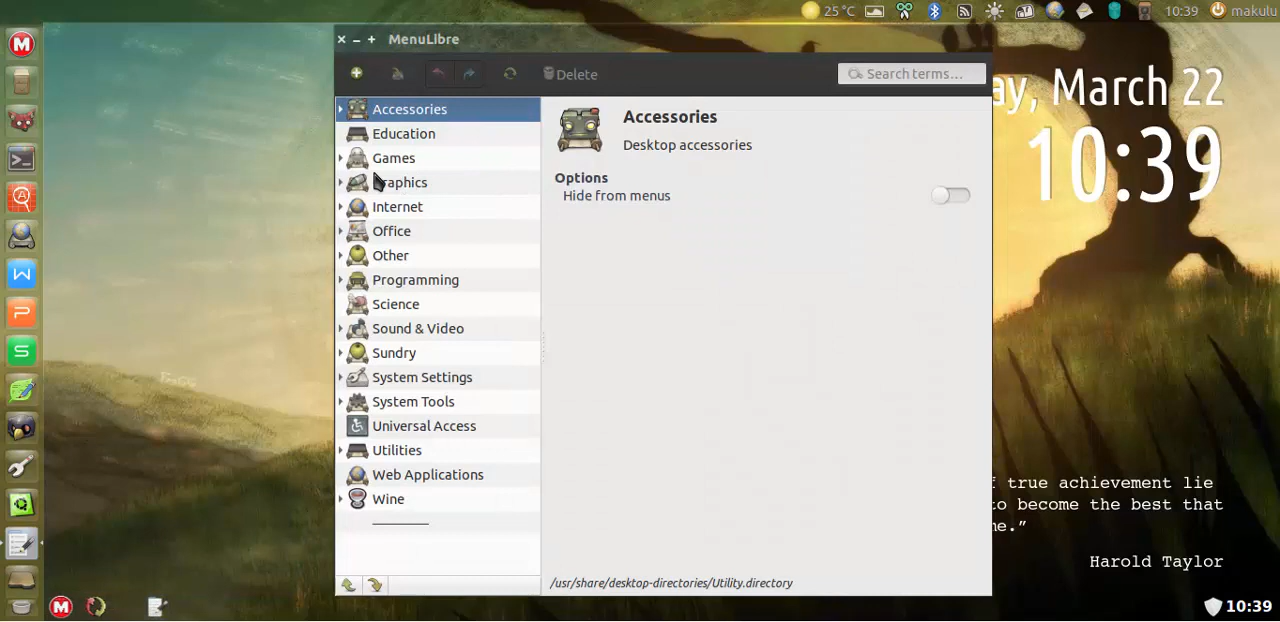 25 °C
10:39
makulu
MenuLibre
Delete
Search terms...
Accessories
Education
Games
Graphics
Internet
Office
Other
Programming
Science
Sound & Video
Sundry
System Settings
System Tools
Universal Access
Utilities
Web Applications
Wine
Accessories
Desktop accessories
Options
Hide from menus
/usr/share/desktop-directories/Utility.directory
ay, March 22
10:39
true achievement lie
to become the best that
me.”
Harold Taylor
10:39